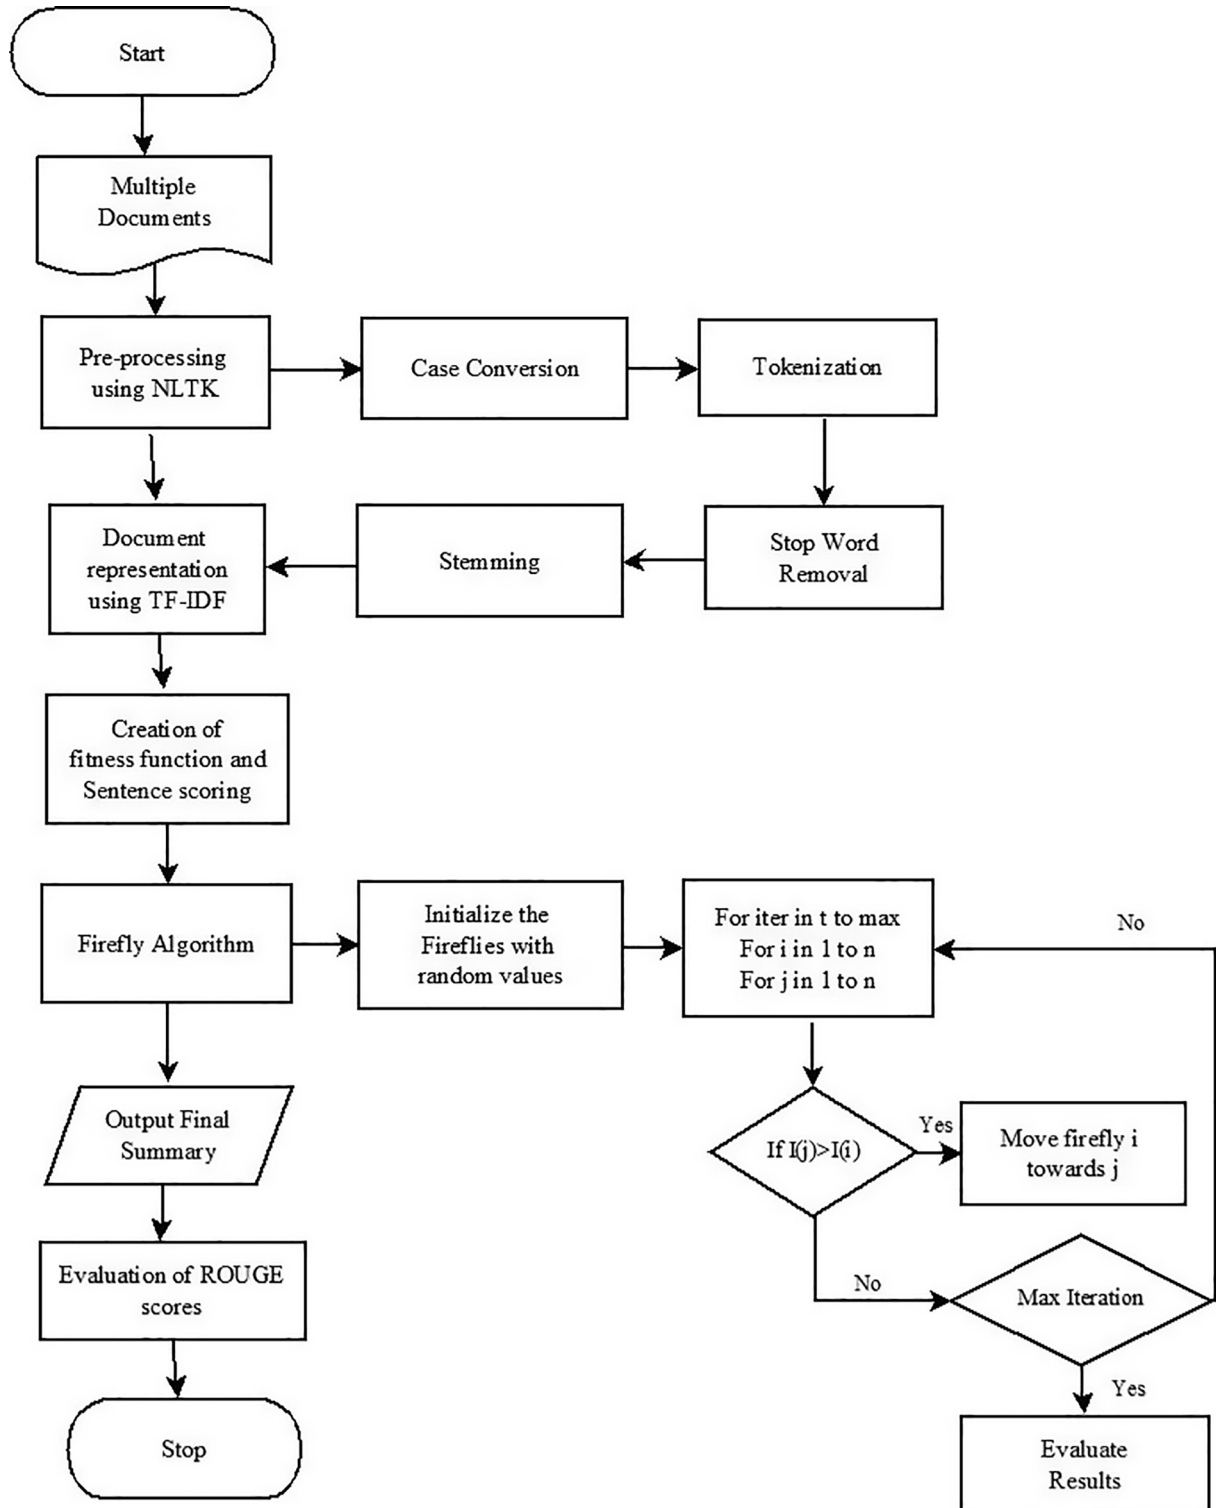 Start
Multiple
Documents
Pre-processing
using NLTK
Case Conversion
Tokenization
Document
representation
using TF-IDF
Stemming
Stop Word
Removal
Creation of
fitness function and
Sentence scoring
Firefly Algorithm
Initialize the
Fireflies with
random values
For iter in t to max
For i in 1 to n
For j in 1 to n
No
Output Final
Summary
If I(j)>I(i)
Yes
Move firefly i
towards j
Evaluation of ROUGE
scores
No
Max Iteration
Yes
Stop
Evaluate
Results